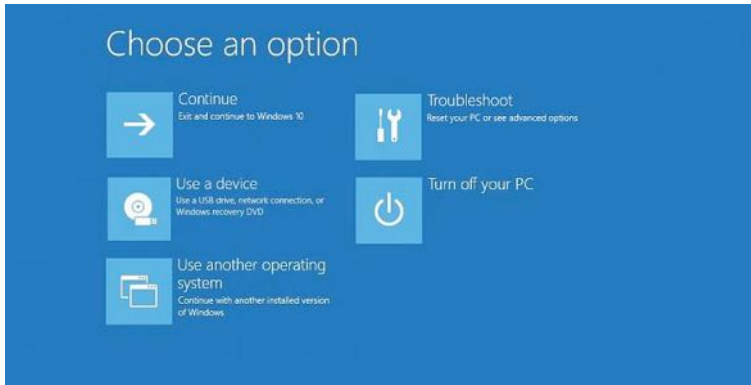 Choose an option
Continue
Exit and continue to Windows 10
Troubleshoot
Reset your PC or see advanced options
Use a device
Use a USB drive, network connection, or
Windows recovery DVD
Turn off your PC
Use another operating
system
Continue with another installed version
of Windows